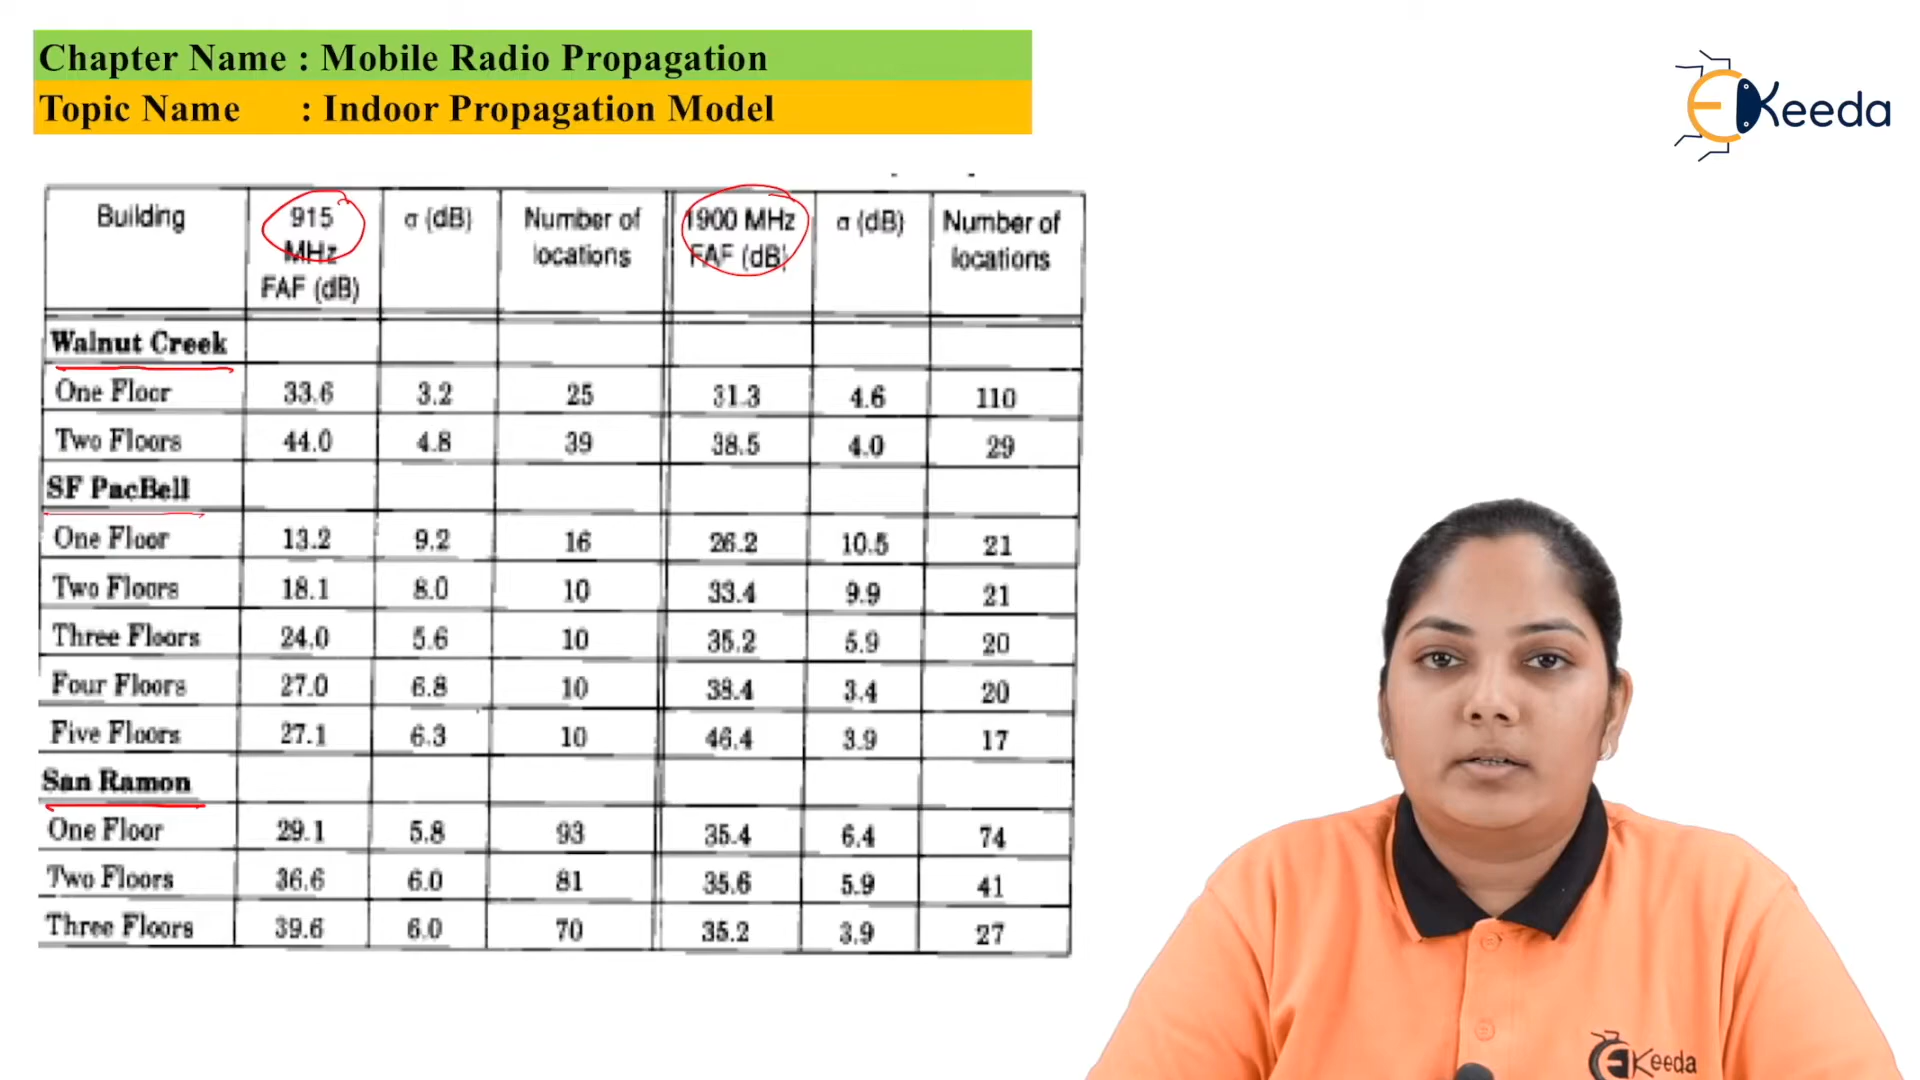 Chapter Name : Mobile Radio Propagation
Topic Name : Indoor Propagation Model
EKeeda
Building 915 MHz FAF (dB) σ (dB) Number of locations 1900 MHz FAF (dB) σ (dB) Number of locations
Walnut Creek
One Floor 33.6 3.2 25 31.3 4.6 110
Two Floors 44.0 4.8 39 38.5 4.0 29
SF PacBell
One Floor 13.2 9.2 16 26.2 10.5 21
Two Floors 18.1 8.0 10 33.4 9.9 21
Three Floors 24.0 5.6 10 35.2 5.9 20
Four Floors 27.0 6.8 10 38.4 3.4 20
Five Floors 27.1 6.3 10 46.4 3.9 17
San Ramon
One Floor 29.1 5.8 93 35.4 6.4 74
Two Floors 36.6 6.0 81 35.6 5.9 41
Three Floors 39.6 6.0 70 35.2 3.9 27
EKeeda